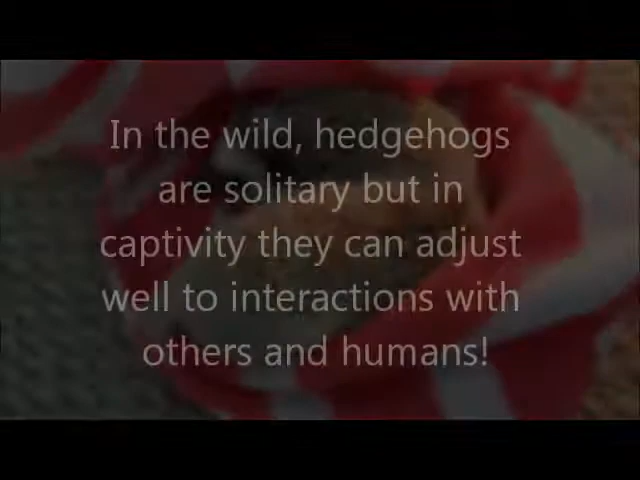 In the wild, hedgehogs
are solitary but in
captivity they can adjust
well to interactions with
others and humans!